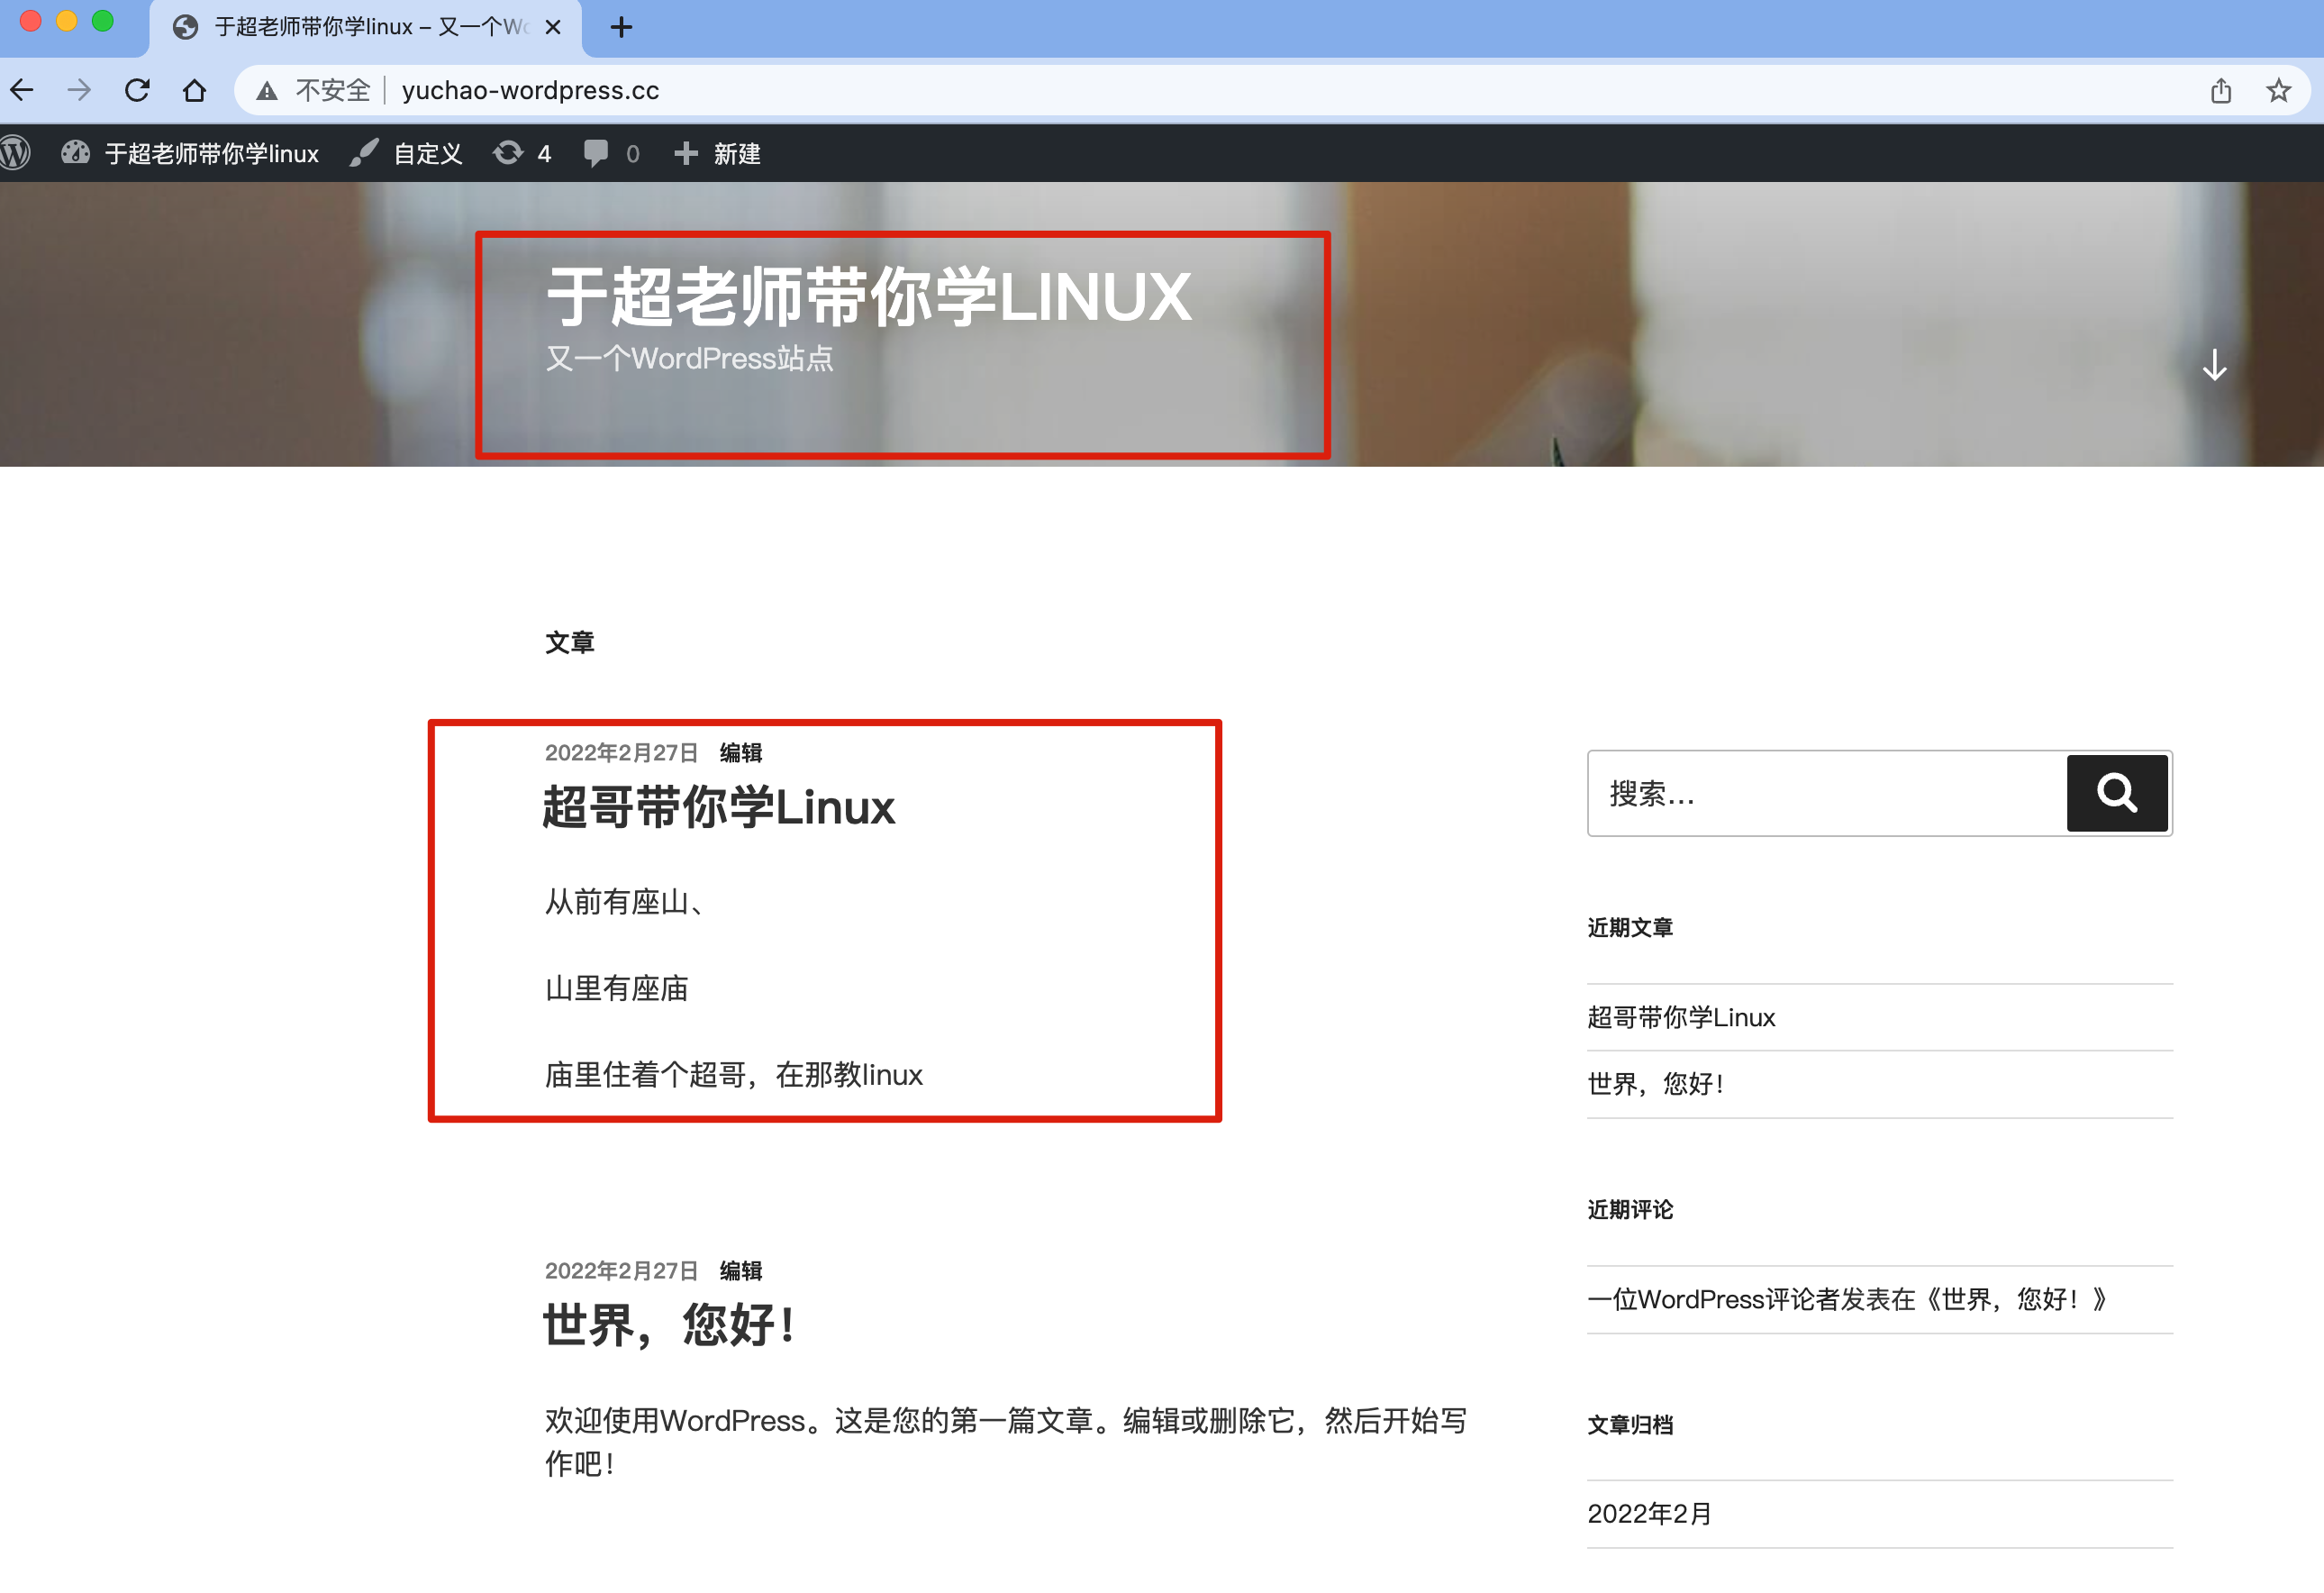 于超老师带你学linux – 又一个Wo
不安全 yuchao-wordpress.cc
于超老师带你学linux 自定义 4 0 新建
于超老师带你学LINUX
又一个WordPress站点
文章
2022年2月27日 编辑
超哥带你学Linux
从前有座山、
山里有座庙
庙里住着个超哥，在那教linux
2022年2月27日 编辑
世界，您好！
欢迎使用WordPress。这是您的第一篇文章。编辑或删除它，然后开始写
作吧！
搜索...
近期文章
超哥带你学Linux
世界，您好！
近期评论
一位WordPress评论者发表在《世界，您好！》
文章归档
2022年2月